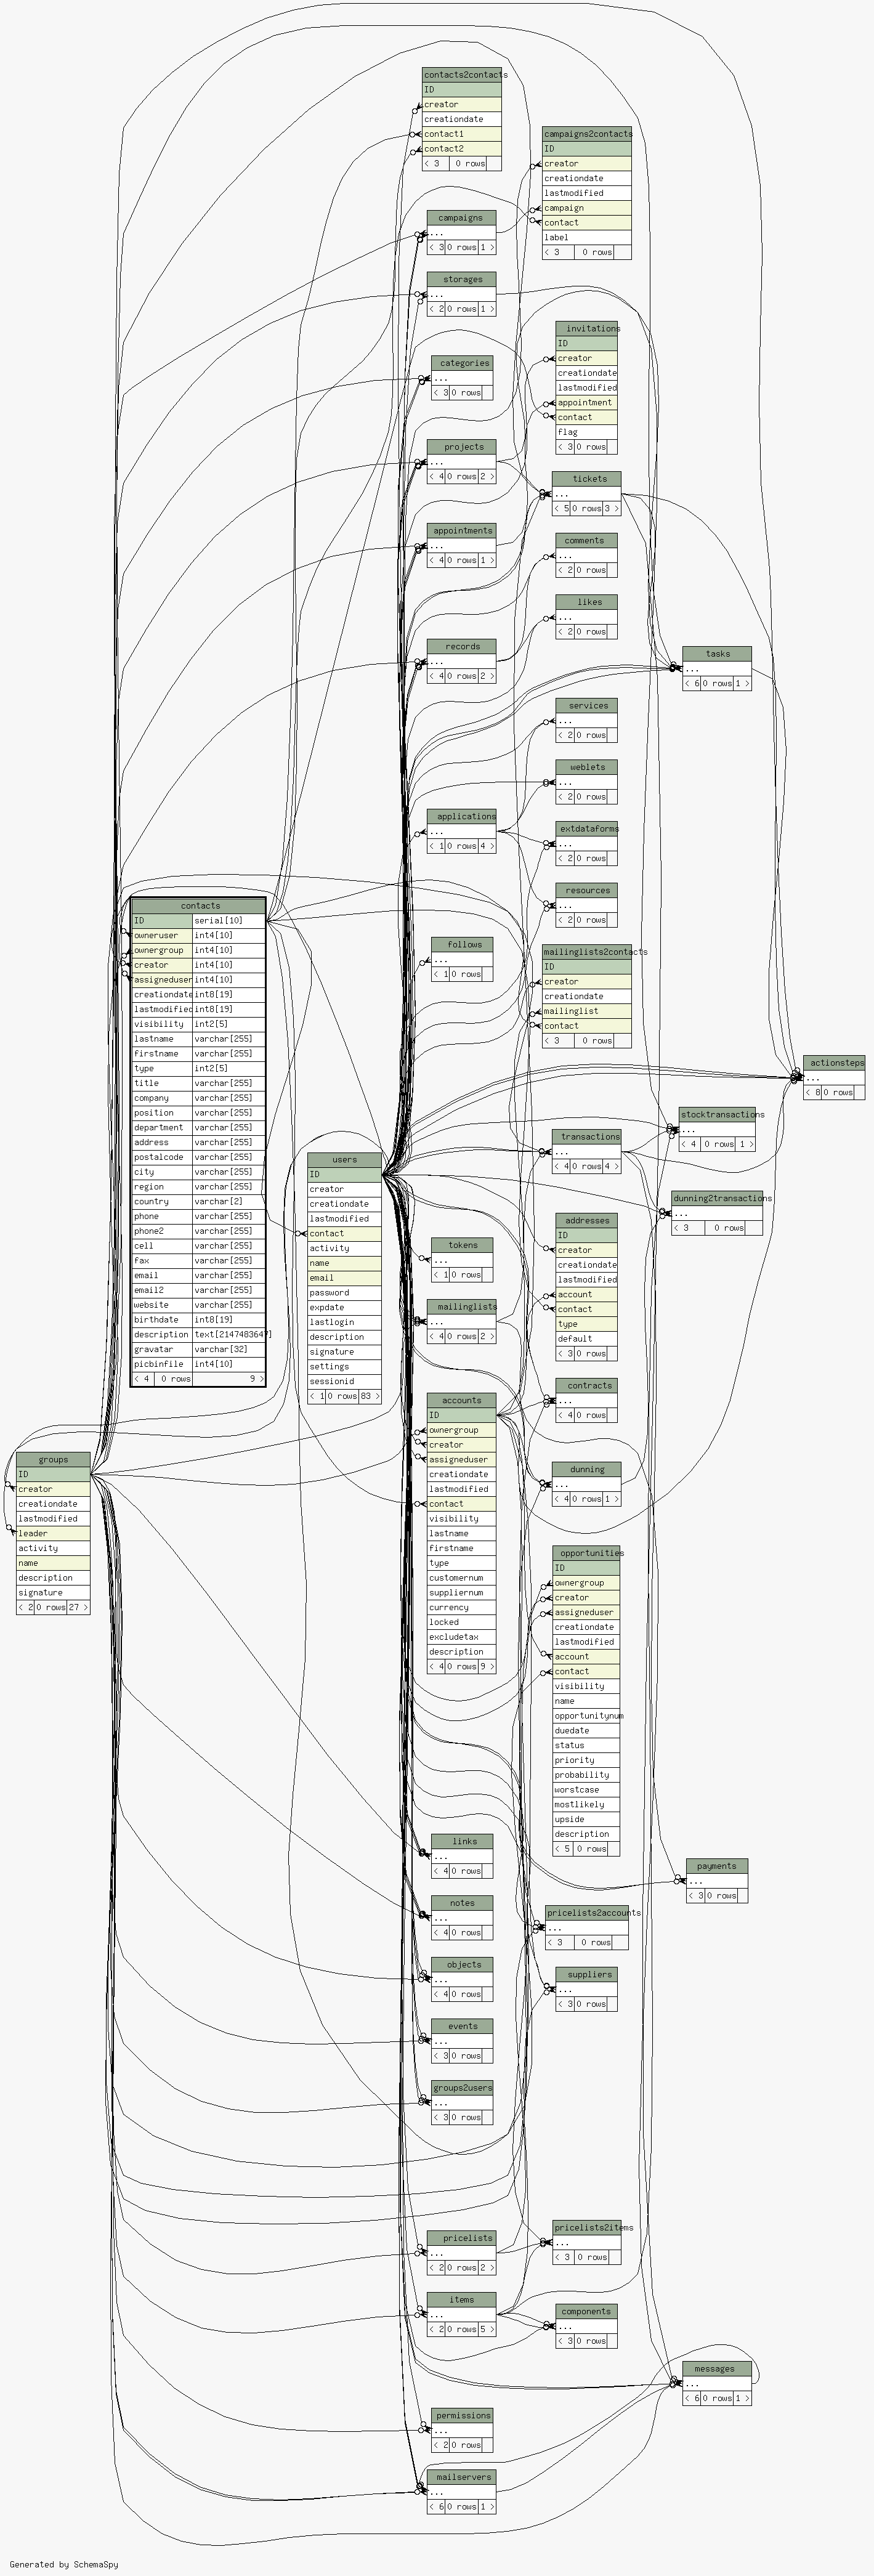 contacts2contacts
ID
creator
creationdate
contact1
contact2
< 3 0 rows
campaigns2contacts
ID
creator
creationdate
lastmodified
campaign
contact
label
< 3 0 rows
campaigns
...
< 3 0 rows 1 >
storages
...
< 2 0 rows 1 >
invitations
ID
creator
creationdate
lastmodified
appointment
contact
flag
< 3 0 rows
categories
...
< 3 0 rows
projects
...
< 4 0 rows 2 >
tickets
...
< 5 0 rows 3 >
appointments
...
< 4 0 rows 1 >
comments
...
< 2 0 rows
likes
...
< 2 0 rows
records
...
< 4 0 rows 2 >
tasks
...
< 6 0 rows 1 >
services
...
< 2 0 rows
weblets
...
< 2 0 rows
applications
...
< 1 0 rows 4 >
extdataforms
...
< 2 0 rows
resources
...
< 2 0 rows
contacts
ID serial[10]
owneruser int4[10]
ownergroup int4[10]
creator int4[10]
assigneduser int4[10]
creationdate int8[19]
lastmodified int8[19]
visibility int2[5]
lastname varchar[255]
firstname varchar[255]
type int2[5]
title varchar[255]
company varchar[255]
position varchar[255]
department varchar[255]
address varchar[255]
postalcode varchar[255]
city varchar[255]
region varchar[255]
country varchar[2]
phone varchar[255]
phone2 varchar[255]
cell varchar[255]
fax varchar[255]
email varchar[255]
email2 varchar[255]
website varchar[255]
birthdate int8[19]
description text[2147483647]
gravatar varchar[32]
picbinfile int4[10]
< 4 0 rows 9 >
follows
...
< 1 0 rows
mailinglists2contacts
ID
creator
creationdate
mailinglist
contact
< 3 0 rows
actionsteps
...
< 8 0 rows
stocktransactions
...
< 4 0 rows 1 >
transactions
...
< 4 0 rows 4 >
users
ID
creator
creationdate
lastmodified
contact
activity
name
email
password
expdate
lastlogin
description
signature
settings
sessionid
< 1 0 rows 83 >
dunning2transactions
...
< 3 0 rows
addresses
ID
creator
creationdate
lastmodified
account
contact
type
default
< 3 0 rows
tokens
...
< 1 0 rows
mailinglists
...
< 4 0 rows 2 >
contracts
...
< 4 0 rows
accounts
ID
ownergroup
creator
assigneduser
creationdate
lastmodified
contact
visibility
lastname
firstname
type
customernum
suppliernum
currency
locked
excludetax
description
< 4 0 rows 9 >
groups
ID
creator
creationdate
lastmodified
leader
activity
name
description
signature
< 2 0 rows 27 >
dunning
...
< 4 0 rows 1 >
opportunities
ID
ownergroup
creator
assigneduser
creationdate
lastmodified
account
contact
visibility
name
opportunitynum
duedate
status
priority
probability
worstcase
mostlikely
upside
description
< 5 0 rows
links
...
< 4 0 rows
payments
...
< 3 0 rows
notes
...
< 4 0 rows
pricelists2accounts
...
< 3 0 rows
objects
...
< 4 0 rows
suppliers
...
< 3 0 rows
events
...
< 3 0 rows
groups2users
...
< 3 0 rows
pricelists
...
< 2 0 rows 2 >
pricelists2items
...
< 3 0 rows
items
...
< 2 0 rows 5 >
components
...
< 3 0 rows
messages
...
< 6 0 rows 1 >
permissions
...
< 2 0 rows
mailservers
...
< 6 0 rows 1 >
Generated by SchemaSpy